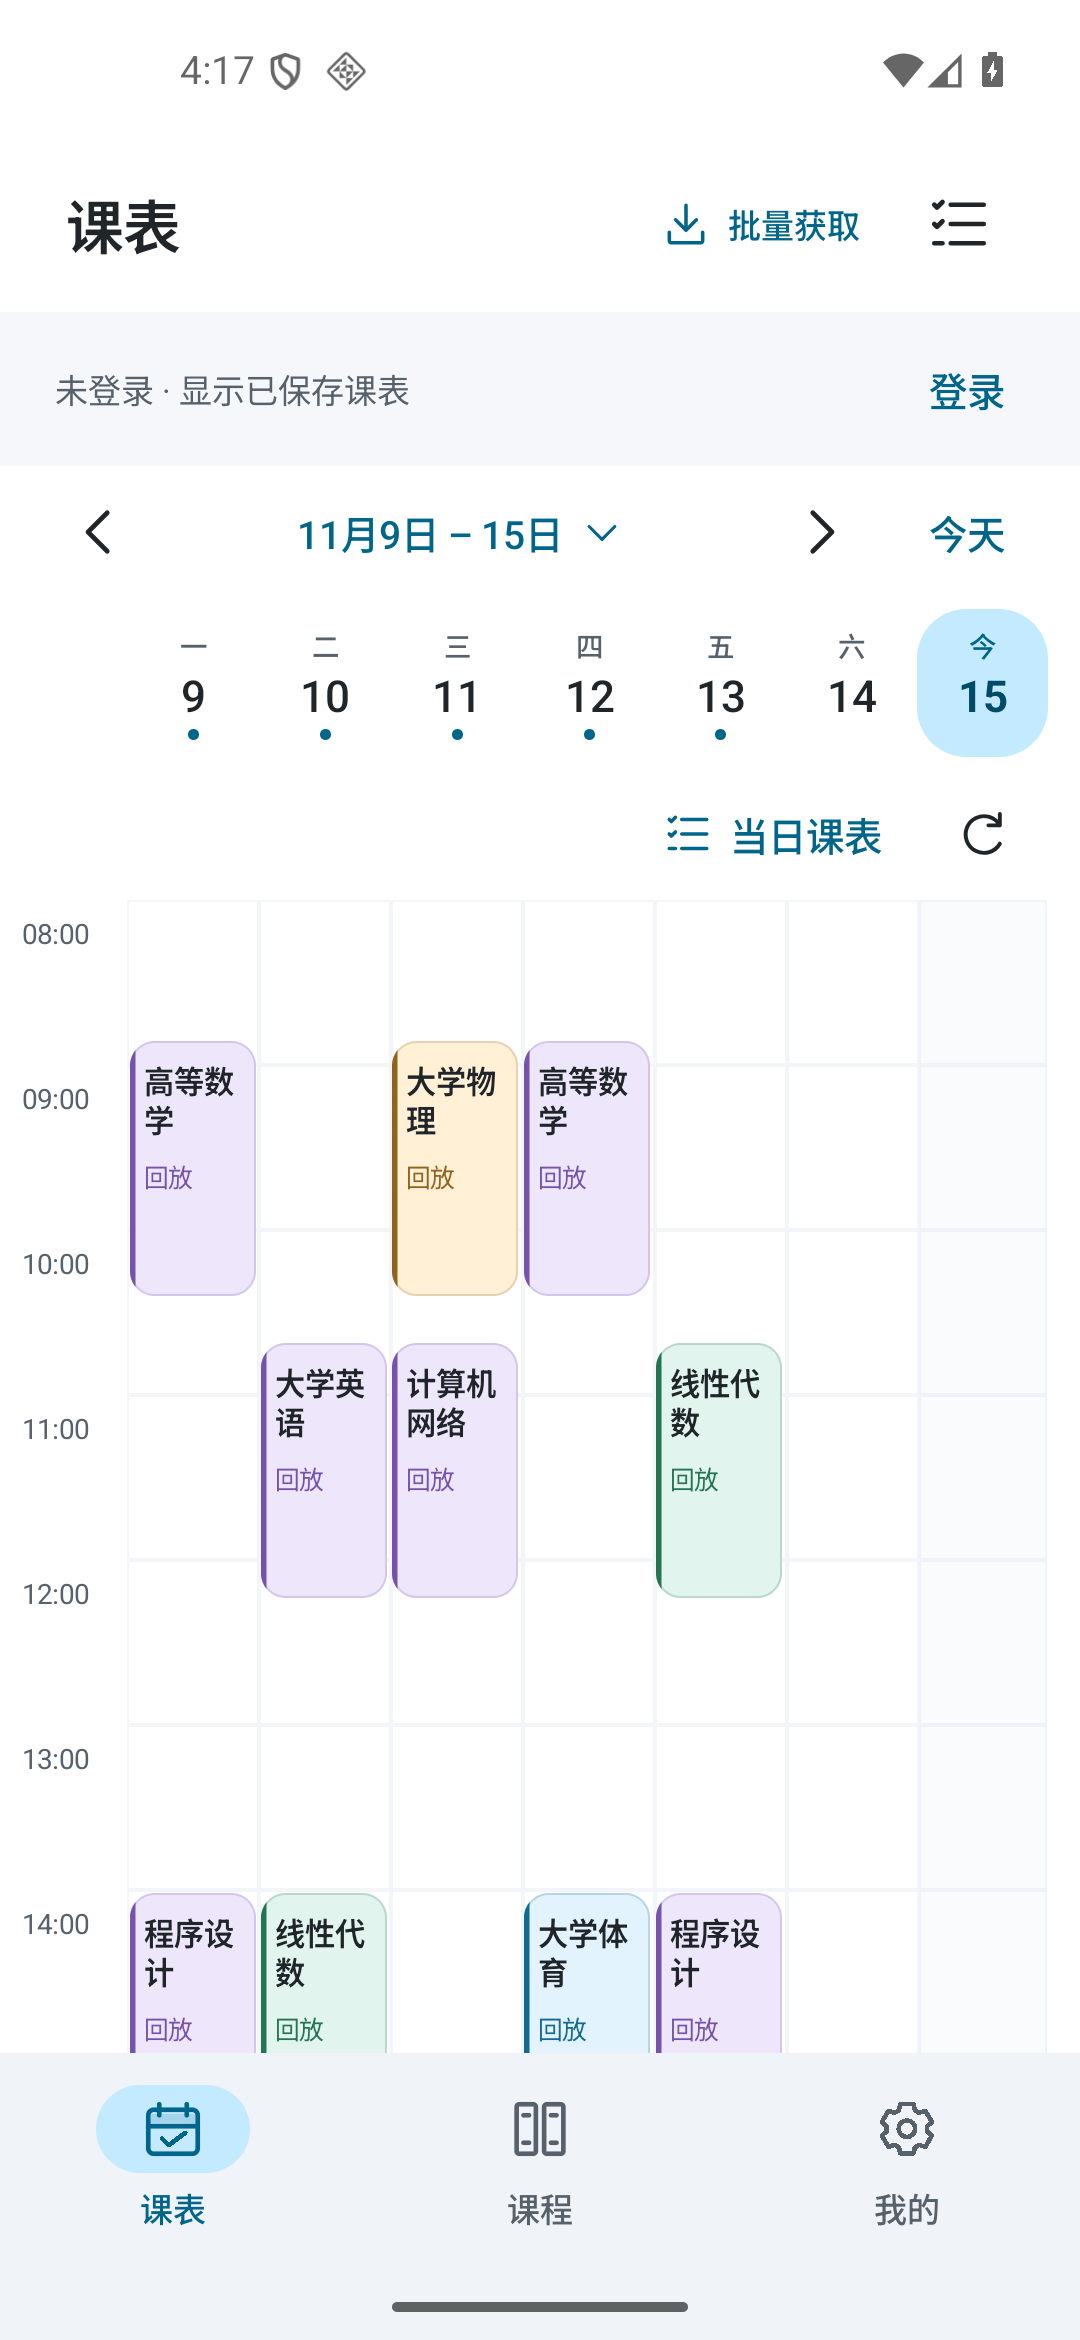 4:17
课表
批量获取
未登录 · 显示已保存课表
登录
11月9日 – 15日
今天
一 二 三 四 五 六 今
9 10 11 12 13 14 15
当日课表
08:00
09:00
高等数
学
回放
大学物
理
回放
高等数
学
回放
10:00
大学英
语
回放
计算机
网络
回放
线性代
数
回放
11:00
12:00
13:00
14:00
程序设
计
回放
线性代
数
回放
大学体
育
回放
程序设
计
回放
课表
课程
我的